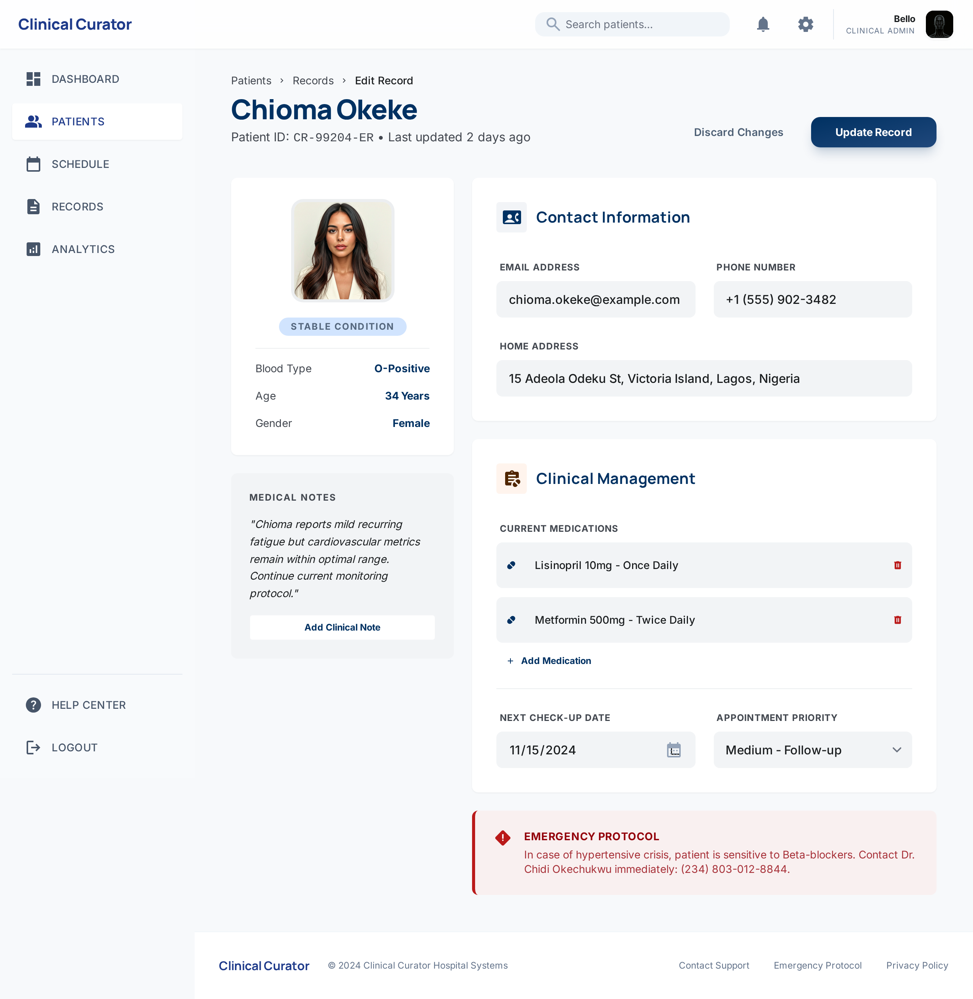 Clinical Curator
Search patients...
Bello
CLINICAL ADMIN
DASHBOARD
PATIENTS
SCHEDULE
RECORDS
ANALYTICS
HELP CENTER
LOGOUT
Patients > Records > Edit Record
Chioma Okeke
Patient ID: CR-99204-ER • Last updated 2 days ago
Discard Changes
Update Record
STABLE CONDITION
Blood Type O-Positive
Age 34 Years
Gender Female
MEDICAL NOTES
"Chioma reports mild recurring
fatigue but cardiovascular metrics
remain within optimal range.
Continue current monitoring
protocol."
Add Clinical Note
Contact Information
EMAIL ADDRESS
chioma.okeke@example.com
PHONE NUMBER
+1 (555) 902-3482
HOME ADDRESS
15 Adeola Odeku St, Victoria Island, Lagos, Nigeria
Clinical Management
CURRENT MEDICATIONS
Lisinopril 10mg - Once Daily
Metformin 500mg - Twice Daily
+ Add Medication
NEXT CHECK-UP DATE
11/15/2024
APPOINTMENT PRIORITY
Medium - Follow-up
EMERGENCY PROTOCOL
In case of hypertensive crisis, patient is sensitive to Beta-blockers. Contact Dr.
Chidi Okechukwu immediately: (234) 803-012-8844.
Clinical Curator
© 2024 Clinical Curator Hospital Systems
Contact Support
Emergency Protocol
Privacy Policy